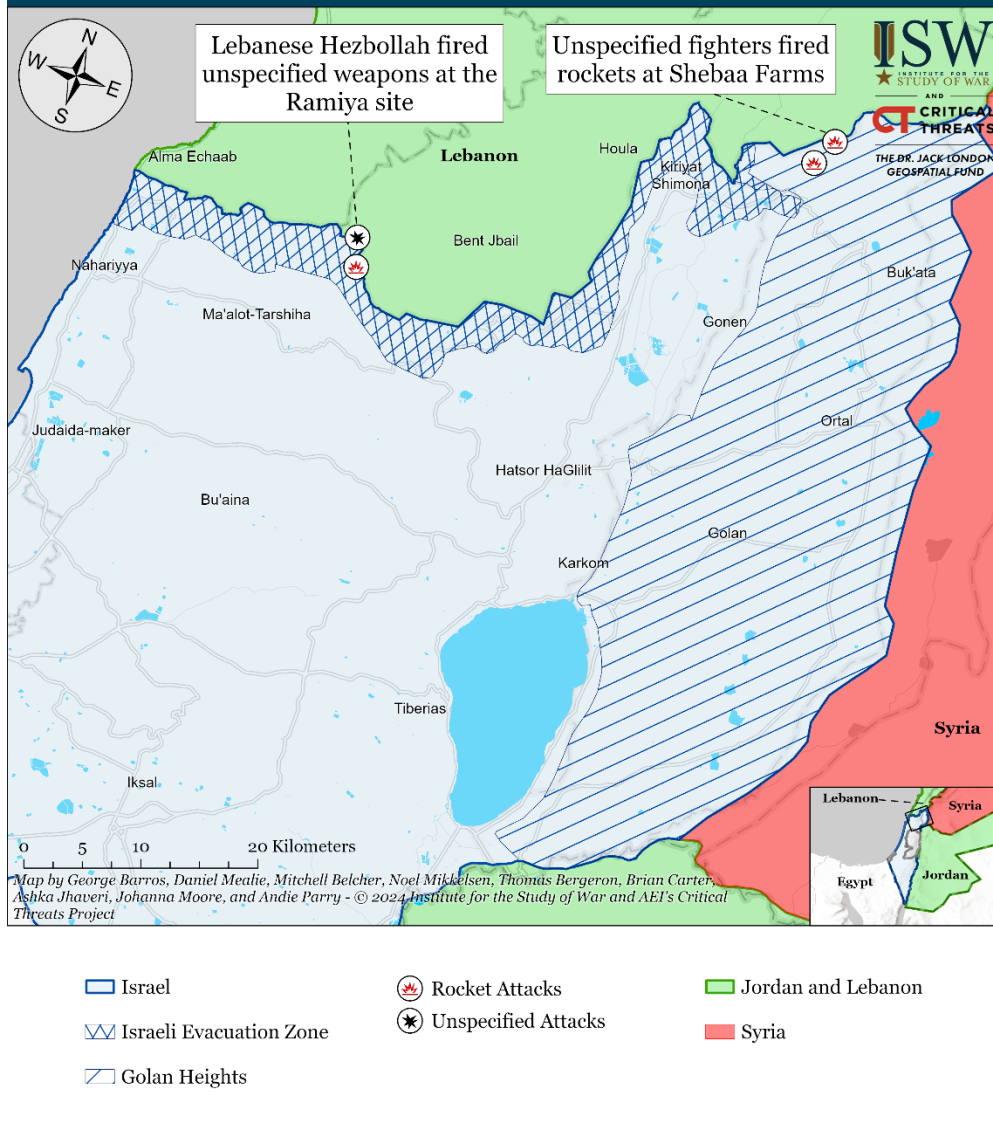 N
W
E
S
Lebanese Hezbollah fired
unspecified weapons at the
Ramiya site
Unspecified fighters fired
rockets at Shebaa Farms
ISW
INSTITUTE FOR THE
STUDY OF WAR
AND
CT CRITICAL
THREATS
THE DR. JACK LONDON
GEOSPATIAL FUND
Alma Echaab
Lebanon
Houla
Kiriyat
Shimona
Bent Jbail
Nahariyya
Buk'ata
Ma'alot-Tarshiha
Gonen
Judaida-maker
Ortal
Hatsor HaGlilit
Bu'aina
Golan
Karkom
Tiberias
Syria
Iksal
0 5 10 20 Kilometers
Lebanon
Syria
Egypt
Jordan
Map by George Barros, Daniel Mealie, Mitchell Belcher, Noel Mikkelsen, Thomas Bergeron, Brian Carter,
Ashka Jhaveri, Johanna Moore, and Andie Parry - © 2024 Institute for the Study of War and AEI's Critical
Threats Project
Israel
Rocket Attacks
Jordan and Lebanon
Israeli Evacuation Zone
Unspecified Attacks
Syria
Golan Heights